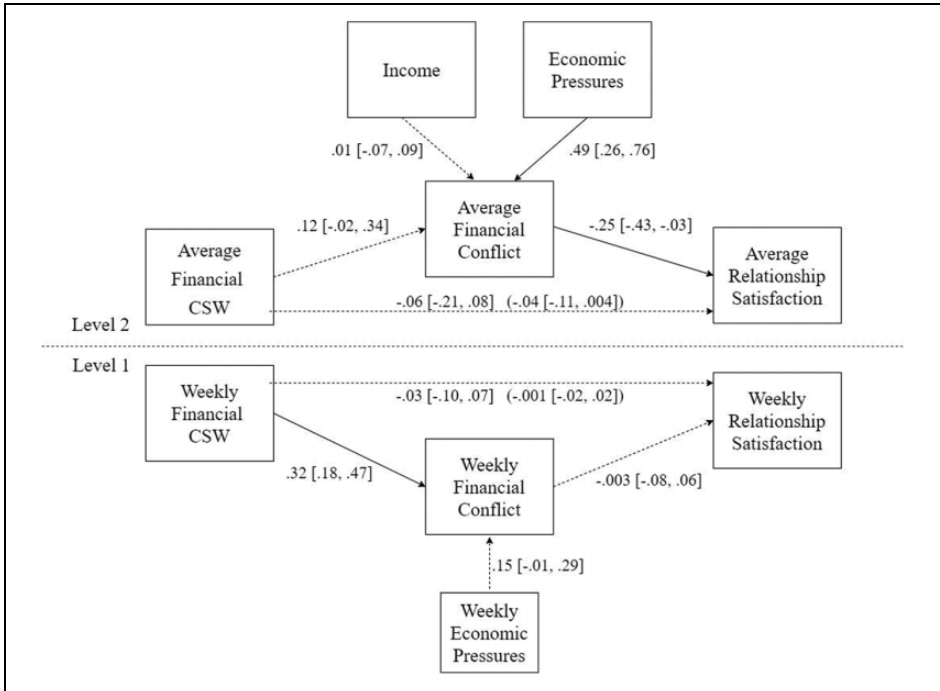 Income
Economic
Pressures
.01 [-.07, .09]
.49 [.26, .76]
Average
Financial
Conflict
.12 [-.02, .34]
-.25 [-.43, -.03]
Average
Financial
CSW
Average
Relationship
Satisfaction
-.06 [-.21, .08] (-.04 [-.11, .004])
Level 2
Level 1
Weekly
Financial
CSW
-.03 [-.10, .07] (-.001 [-.02, .02])
Weekly
Relationship
Satisfaction
.32 [.18, .47]
Weekly
Financial
Conflict
-.003 [-.08, .06]
.15 [-.01, .29]
Weekly
Economic
Pressures